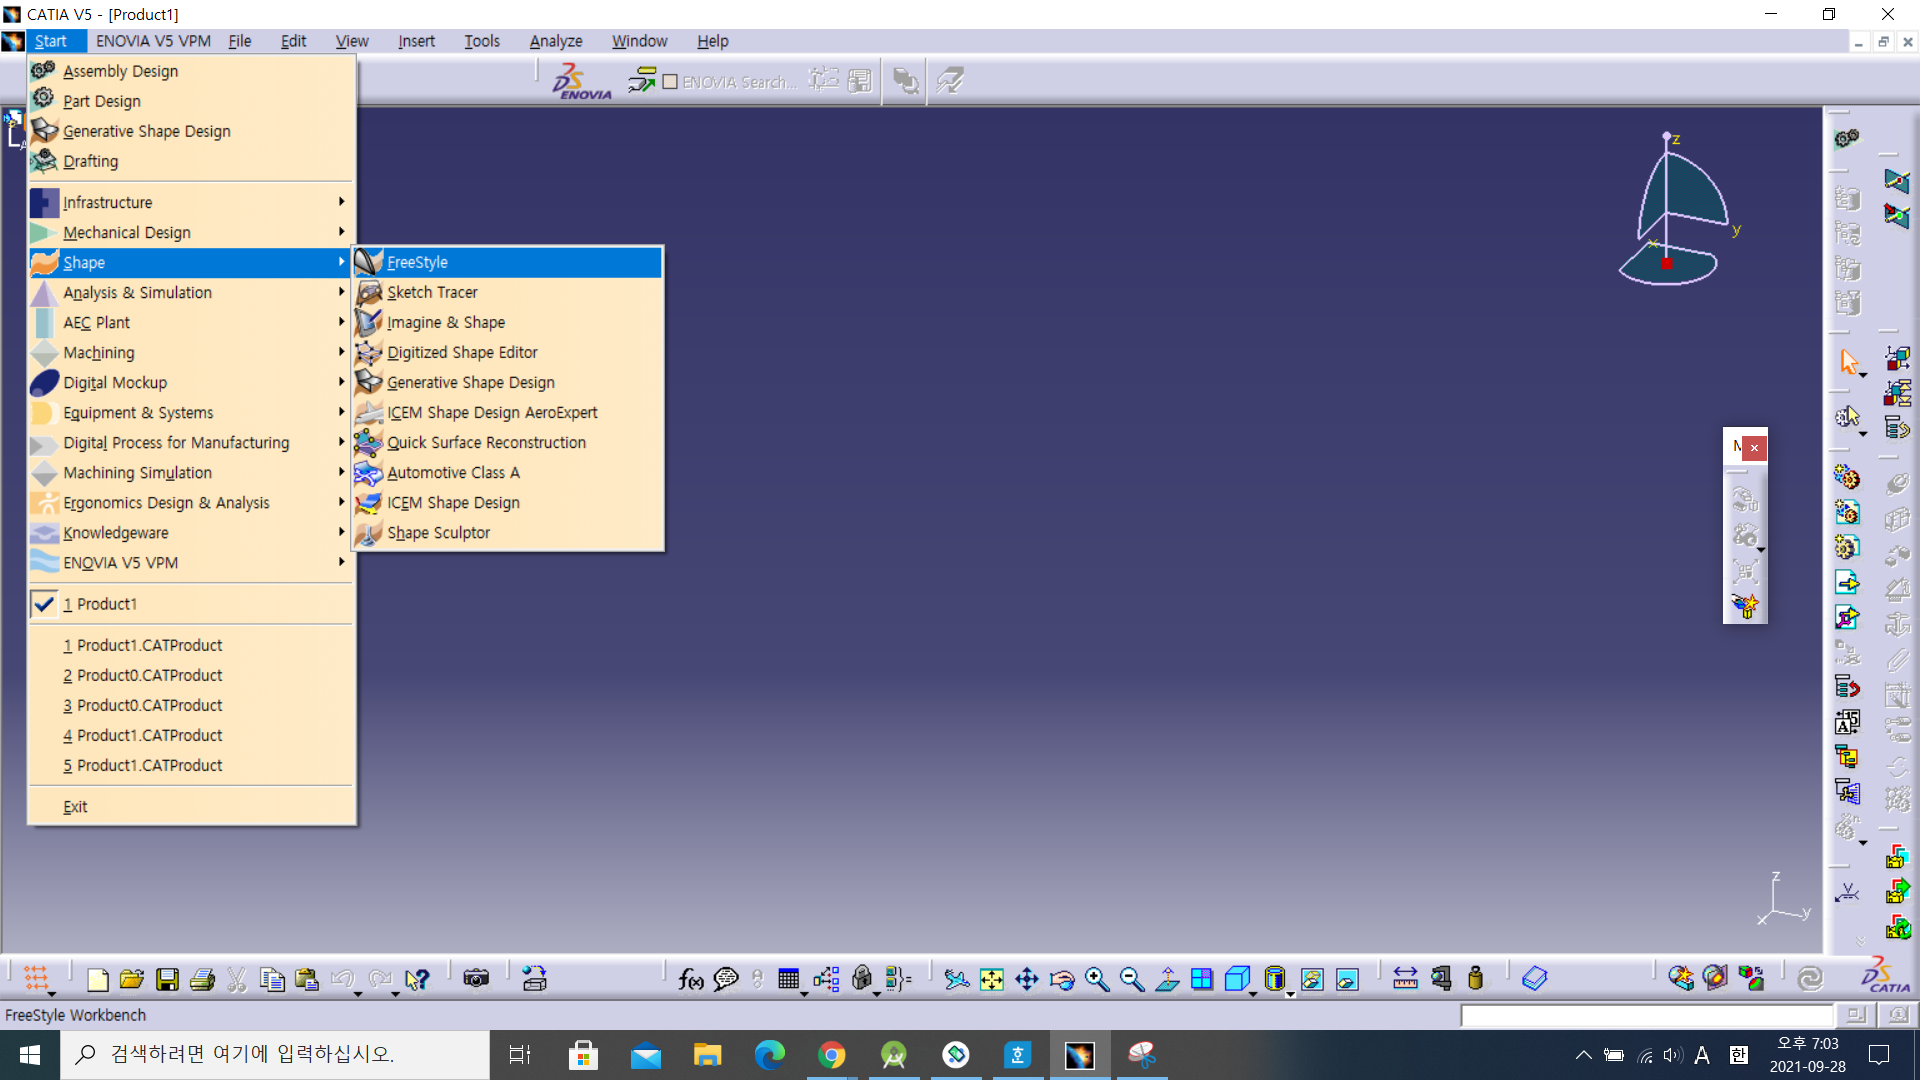 CATIA V5 - [Product1]
Start ENOVIA V5 VPM File Edit View Insert Tools Analyze Window Help
Assembly Design
Part Design
Generative Shape Design
Drafting
Infrastructure
Mechanical Design
Shape
Analysis & Simulation
AEC Plant
Machining
Digital Mockup
Equipment & Systems
Digital Process for Manufacturing
Machining Simulation
Ergonomics Design & Analysis
Knowledgeware
ENOVIA V5 VPM
1 Product1
1 Product1.CATProduct
2 Product0.CATProduct
3 Product0.CATProduct
4 Product1.CATProduct
5 Product1.CATProduct
Exit
FreeStyle
Sketch Tracer
Imagine & Shape
Digitized Shape Editor
Generative Shape Design
ICEM Shape Design AeroExpert
Quick Surface Reconstruction
Automotive Class A
ICEM Shape Design
Shape Sculptor
ENOVIA
ENOVIA Search...
z
y
x
z
y
x
f(x)
CATIA
FreeStyle Workbench
검색하려면 여기에 입력하십시오.
A 한
오후 7:03
2021-09-28